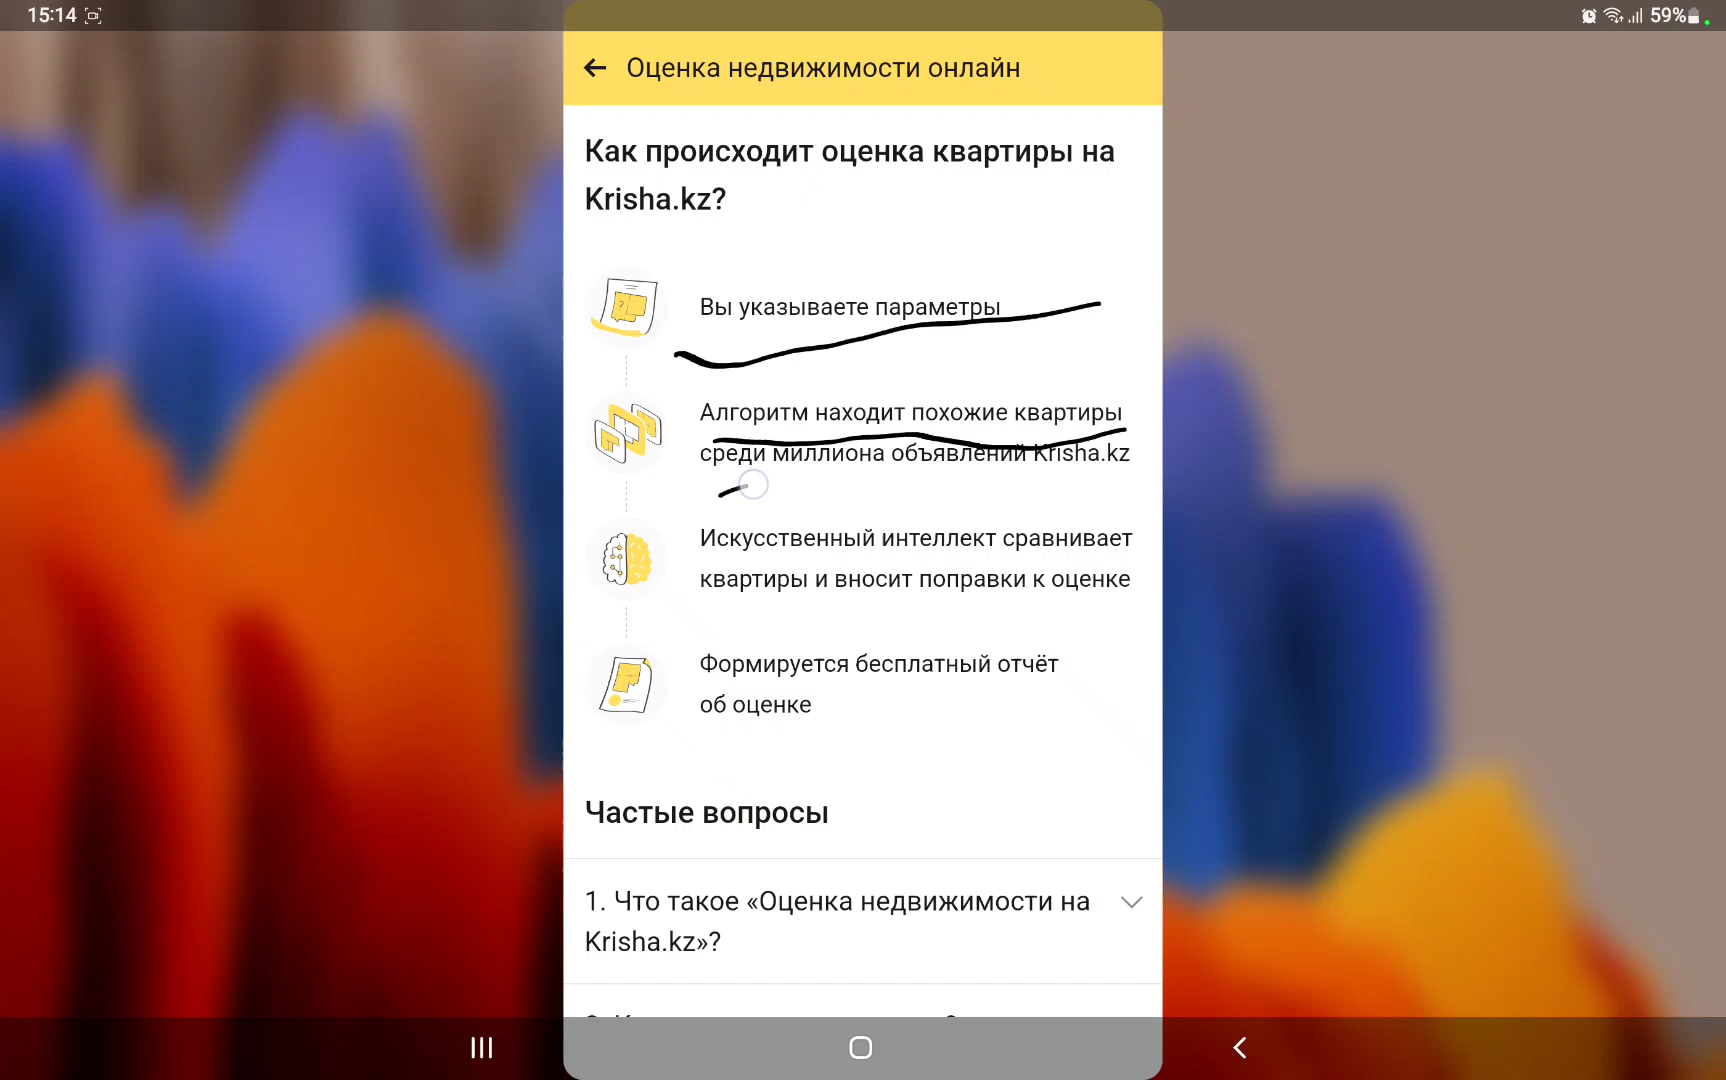 15:14
59%
Оценка недвижимости онлайн
Как происходит оценка квартиры на
Krisha.kz?
Вы указываете параметры
Алгоритм находит похожие квартиры
среди миллиона объявлений Krisha.kz
Искусственный интеллект сравнивает
квартиры и вносит поправки к оценке
Формируется бесплатный отчёт
об оценке
Частые вопросы
1. Что такое «Оценка недвижимости на
Krisha.kz»?